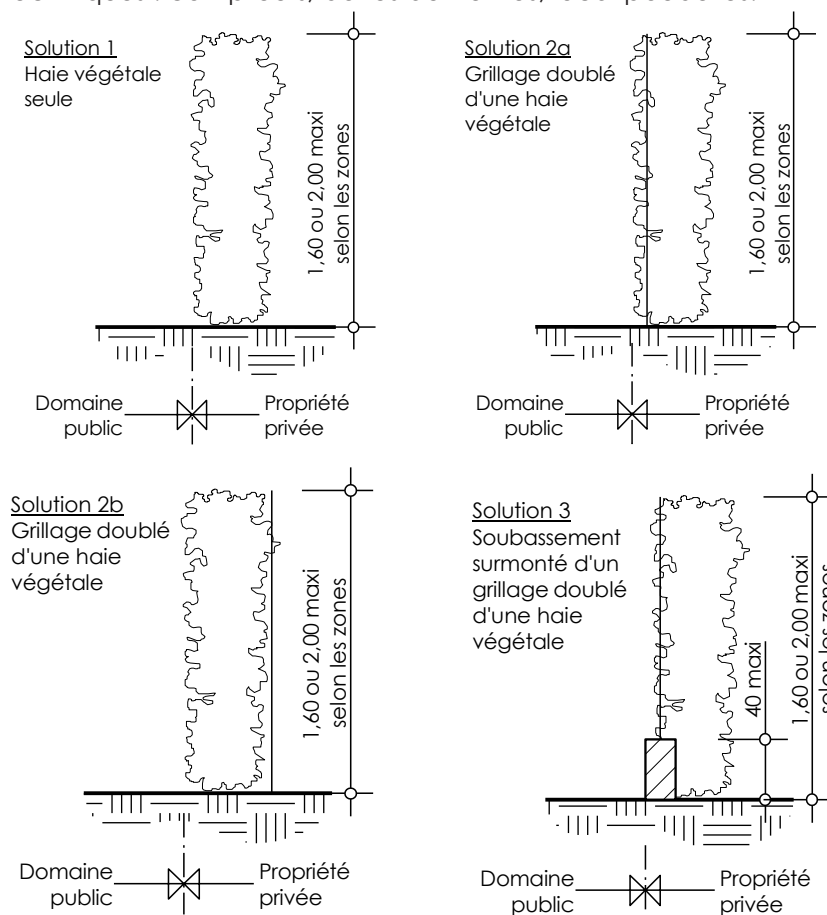 Solution 1
Haie végétale
seule
1,60 ou 2,00 maxi
selon les zones
Domaine
public
Propriété
privée
Solution 2a
Grillage doublé
d'une haie
végétale
1,60 ou 2,00 maxi
selon les zones
Domaine
public
Propriété
privée
Solution 2b
Grillage doublé
d'une haie
végétale
1,60 ou 2,00 maxi
selon les zones
Domaine
public
Propriété
privée
Solution 3
Soubassement
surmonté d'un
grillage doublé
d'une haie
végétale
40 maxi
1,60 ou 2,00 maxi
selon les zones
Domaine
public
Propriété
privée